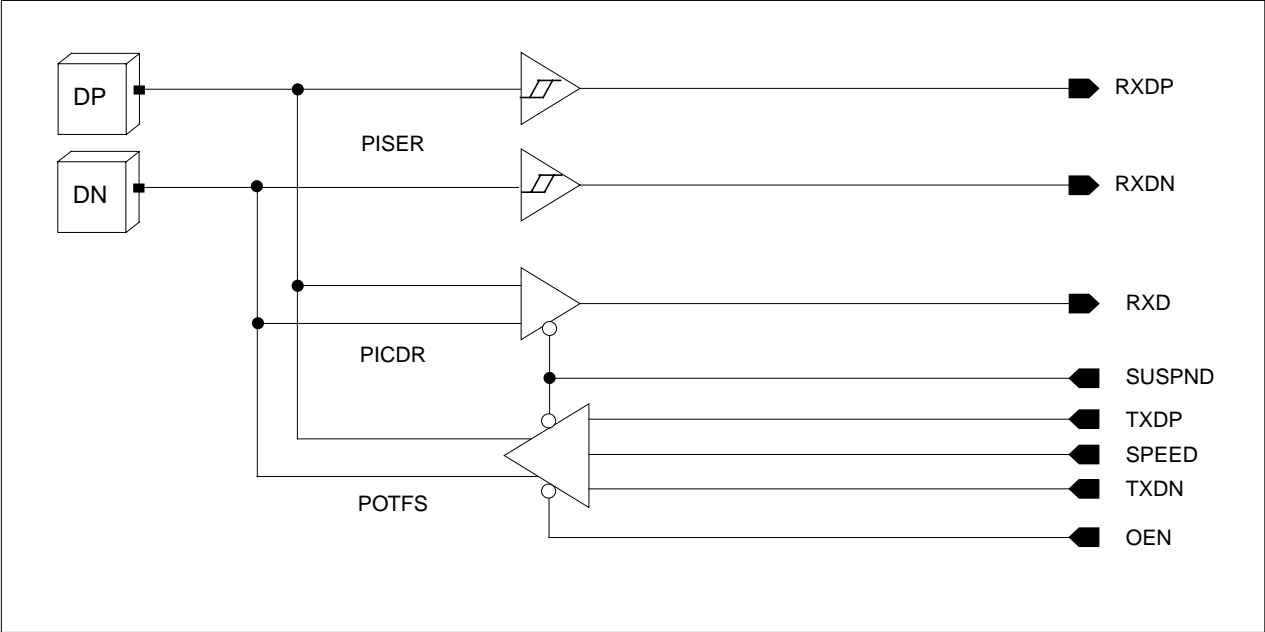 DP
RXDP
PISER
DN
RXDN
RXD
PICDR
SUSPND
TXDP
SPEED
TXDN
POTFS
OEN